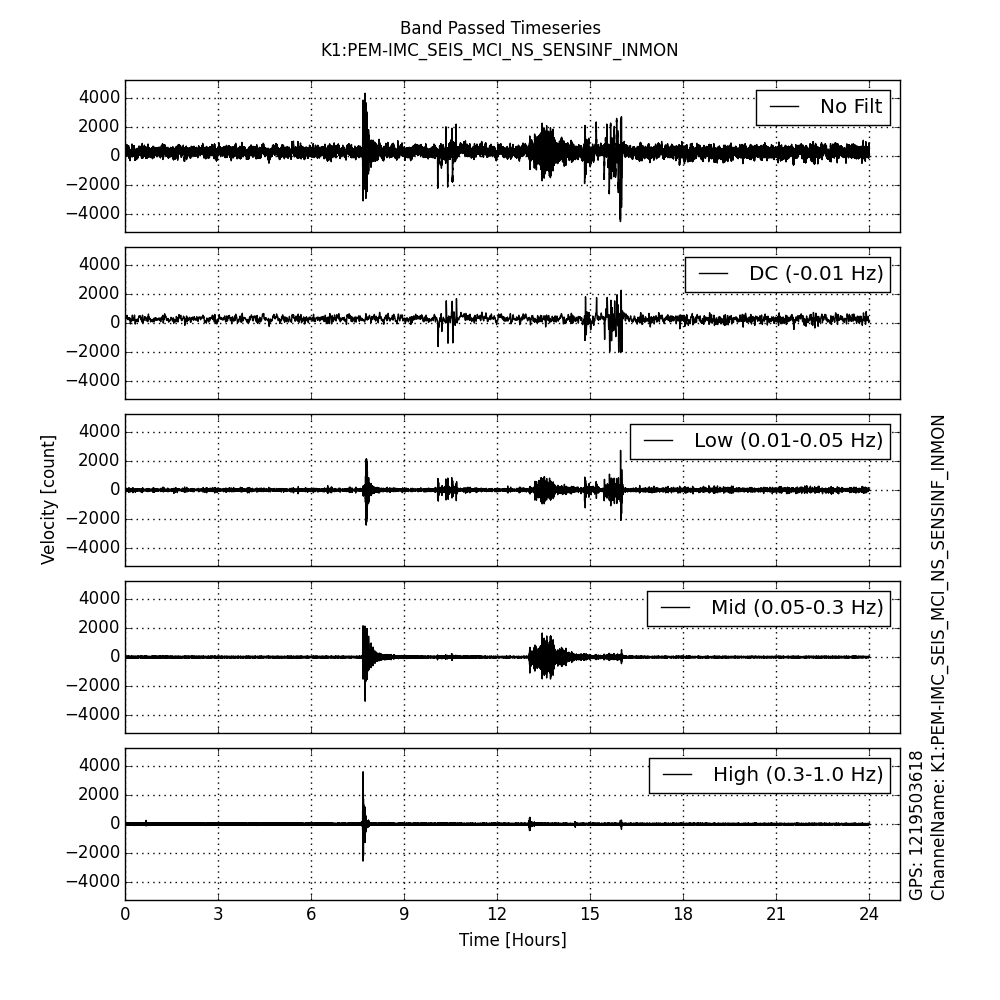 Band Passed Timeseries
K1:PEM-IMC_SEIS_MCI_NS_SENSINF_INMON
4000
2000
0
−2000
−4000
No Filt
4000
2000
0
−2000
−4000
DC (-0.01 Hz)
4000
2000
0
−2000
−4000
Low (0.01-0.05 Hz)
4000
2000
0
−2000
−4000
Mid (0.05-0.3 Hz)
4000
2000
0
−2000
−4000
High (0.3-1.0 Hz)
0 3 6 9 12 15 18 21 24
Time [Hours]
Velocity [count]
GPS: 1219503618
ChannelName: K1:PEM-IMC_SEIS_MCI_NS_SENSINF_INMON